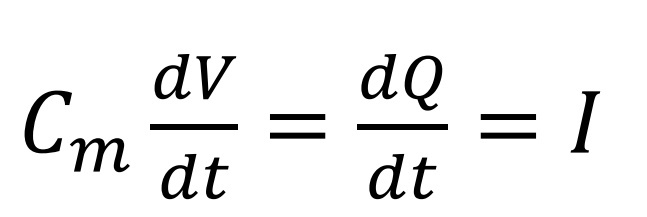 C_m dV/dt = dQ/dt = I